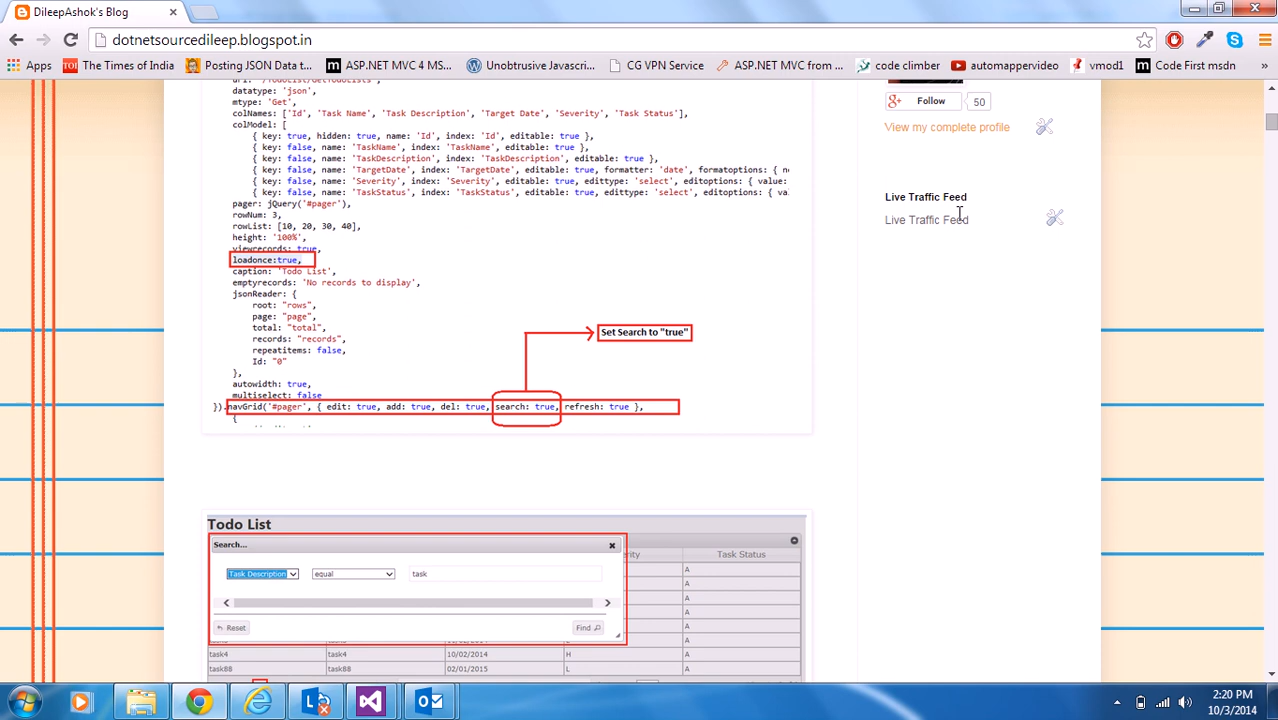 DileepAshok's Blog
dotnetsourcedileep.blogspot.in
Apps The Times of India Posting JSON Data t... ASP.NET MVC 4 MS... Unobtrusive Javascri... CG VPN Service ASP.NET MVC from ... code climber automappervideo vmod1 Code First msdn »
url: "TodoList/GetTodoLists",
datatype: 'json',
mtype: 'Get',
colNames: ['Id', 'Task Name', 'Task Description', 'Target Date', 'Severity', 'Task Status'],
colModel: [
{ key: true, hidden: true, name: 'Id', index: 'Id', editable: true },
{ key: false, name: 'TaskName', index: 'TaskName', editable: true },
{ key: false, name: 'TaskDescription', index: 'TaskDescription', editable: true },
{ key: false, name: 'TargetDate', index: 'TargetDate', editable: true, formatter: 'date', formatoptions: {
{ key: false, name: 'Severity', index: 'Severity', editable: true, edittype: 'select', editoptions: { value:
{ key: false, name: 'TaskStatus', index: 'TaskStatus', editable: true, edittype: 'select', editoptions: { va
pager: jQuery('#pager'),
rowNum: 3,
rowList: [10, 20, 30, 40],
height: '100%',
viewrecords: true,
loadonce:true,
caption: 'Todo List',
emptyrecords: 'No records to display',
jsonReader: {
root: "rows",
page: "page",
total: "total",
records: "records",
repeatitems: false,
Id: "0"
},
autowidth: true,
multiselect: false
}).navGrid('#pager', { edit: true, add: true, del: true, search: true, refresh: true },
{
Set Search to "true"
Todo List
Search...
Task Description equal task
Reset Find
Task Status
A
A
A
A
A
A
task4 task4 10/02/2014 H A
task88 task88 02/01/2015 L A
Follow 50
View my complete profile
Live Traffic Feed
Live Traffic Feed
2:20 PM
10/3/2014